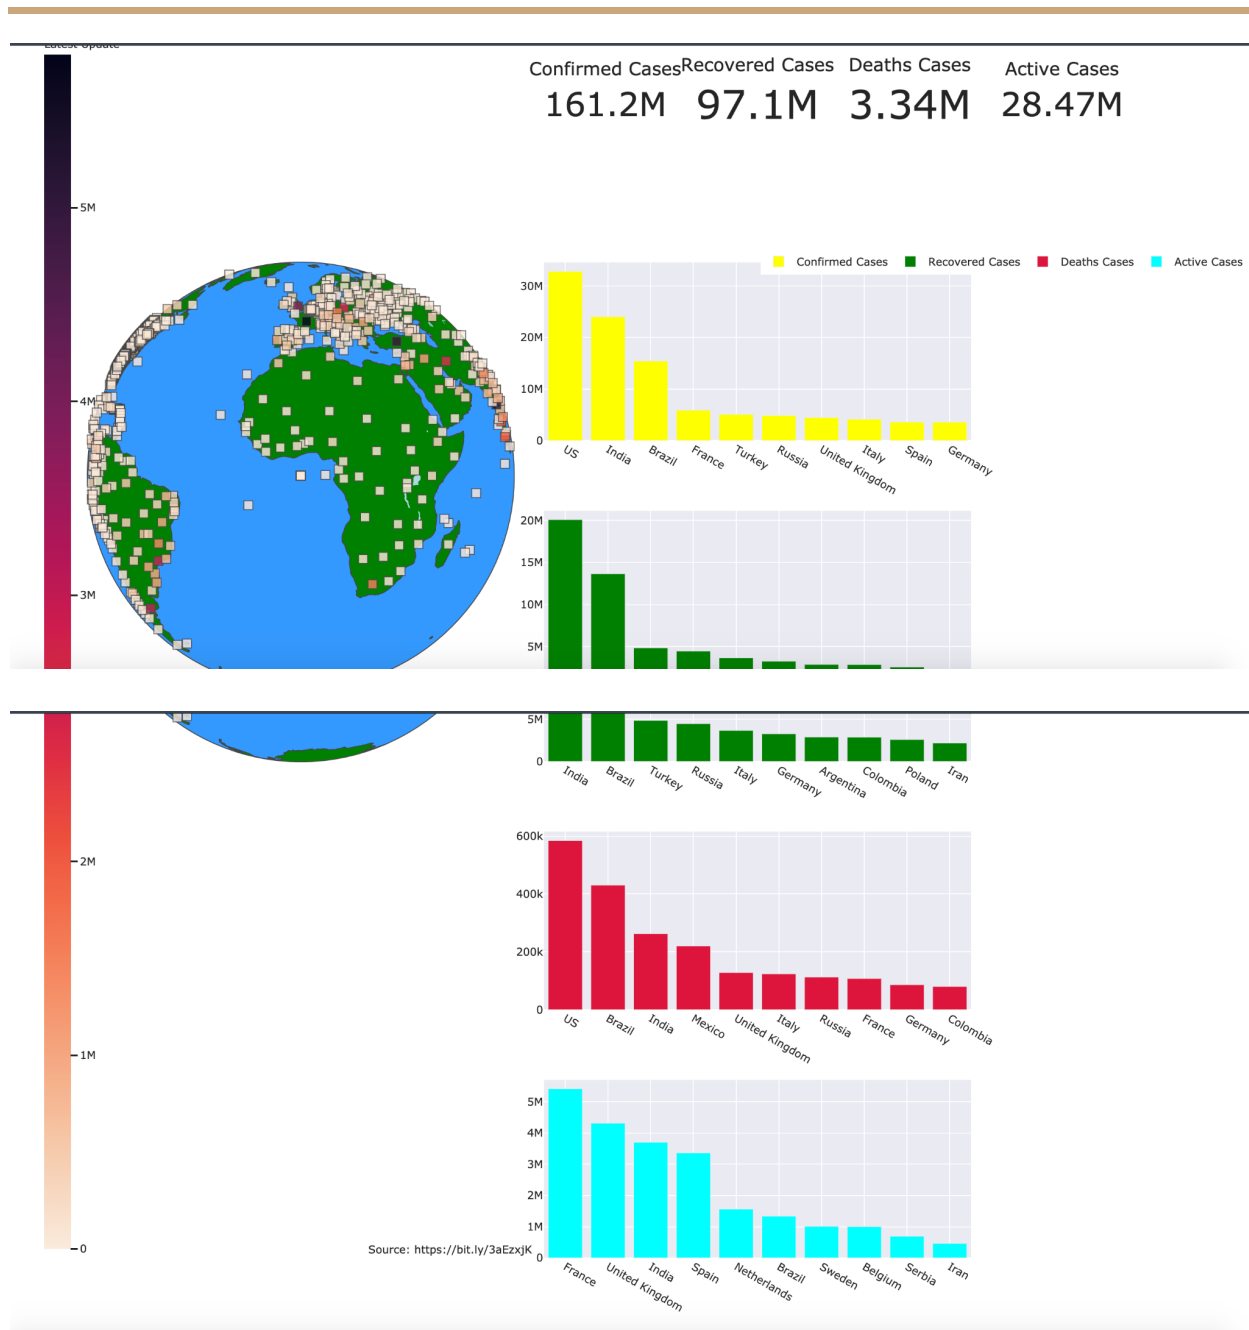 Latest Update
Confirmed Cases Recovered Cases Deaths Cases Active Cases
161.2M 97.1M 3.34M 28.47M
5M
4M
3M
Confirmed Cases Recovered Cases Deaths Cases Active Cases
30M
20M
10M
0
US India Brazil France Turkey Russia United Kingdom Italy Spain Germany
20M
15M
10M
5M
5M
0
India Brazil Turkey Russia Italy Germany Argentina Colombia Poland Iran
2M
1M
0
600k
400k
200k
0
US Brazil India Mexico United Kingdom Italy Russia France Germany Colombia
5M
4M
3M
2M
1M
0
France United Kingdom India Spain Netherlands Brazil Sweden Belgium Serbia Iran
Source: https://bit.ly/3aEzxjK